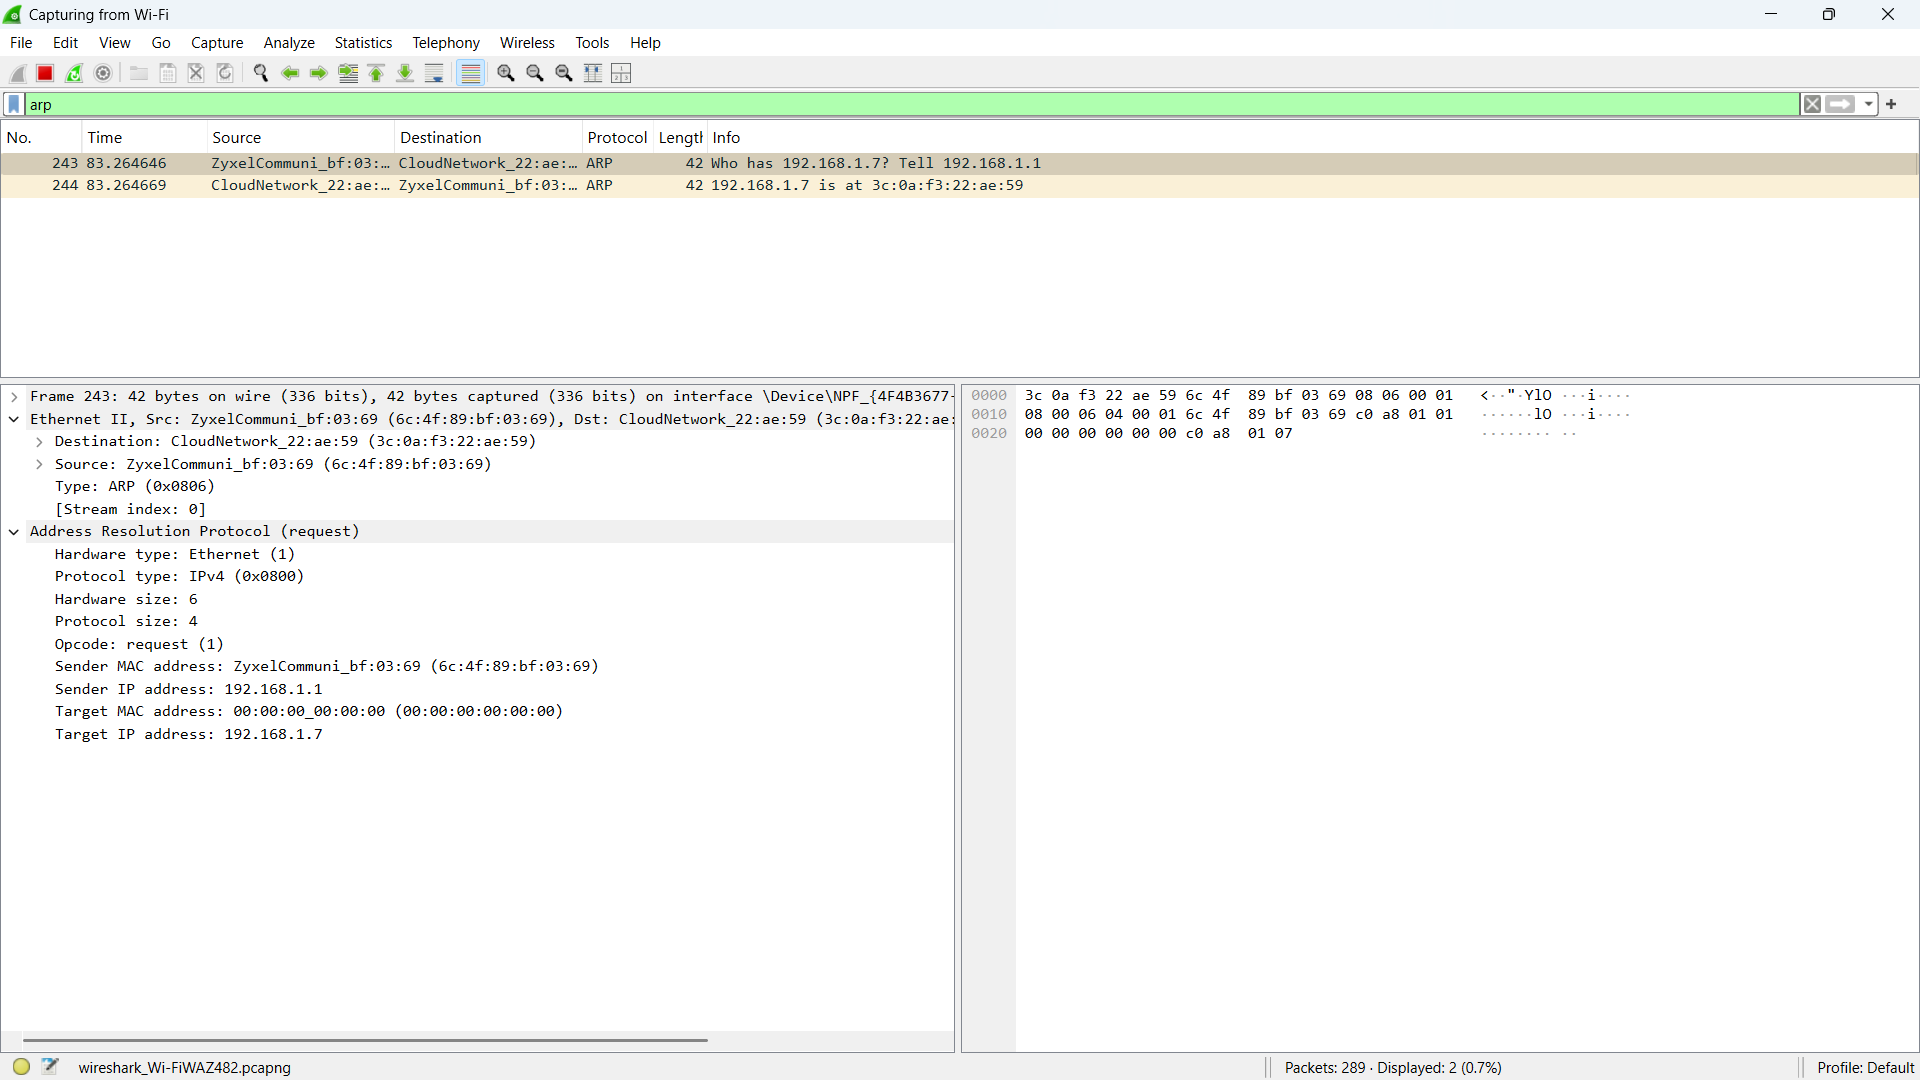 Capturing from Wi-Fi
File Edit View Go Capture Analyze Statistics Telephony Wireless Tools Help
arp
No. Time Source Destination Protocol Length Info
243 83.264646 ZyxelCommuni_bf:03:… CloudNetwork_22:ae:… ARP 42 Who has 192.168.1.7? Tell 192.168.1.1
244 83.264669 CloudNetwork_22:ae:… ZyxelCommuni_bf:03:… ARP 42 192.168.1.7 is at 3c:0a:f3:22:ae:59
Frame 243: 42 bytes on wire (336 bits), 42 bytes captured (336 bits) on interface \Device\NPF_{4F4B3677-
Ethernet II, Src: ZyxelCommuni_bf:03:69 (6c:4f:89:bf:03:69), Dst: CloudNetwork_22:ae:59 (3c:0a:f3:22:ae:
Destination: CloudNetwork_22:ae:59 (3c:0a:f3:22:ae:59)
Source: ZyxelCommuni_bf:03:69 (6c:4f:89:bf:03:69)
Type: ARP (0x0806)
[Stream index: 0]
Address Resolution Protocol (request)
Hardware type: Ethernet (1)
Protocol type: IPv4 (0x0800)
Hardware size: 6
Protocol size: 4
Opcode: request (1)
Sender MAC address: ZyxelCommuni_bf:03:69 (6c:4f:89:bf:03:69)
Sender IP address: 192.168.1.1
Target MAC address: 00:00:00_00:00:00 (00:00:00:00:00:00)
Target IP address: 192.168.1.7
0000 3c 0a f3 22 ae 59 6c 4f 89 bf 03 69 08 06 00 01 <··"·YlO ···i····
0010 08 00 06 04 00 01 6c 4f 89 bf 03 69 c0 a8 01 01 ······lO ···i····
0020 00 00 00 00 00 00 c0 a8 01 07 ········ ··
wireshark_Wi-FiWAZ482.pcapng
Packets: 289 · Displayed: 2 (0.7%)
Profile: Default